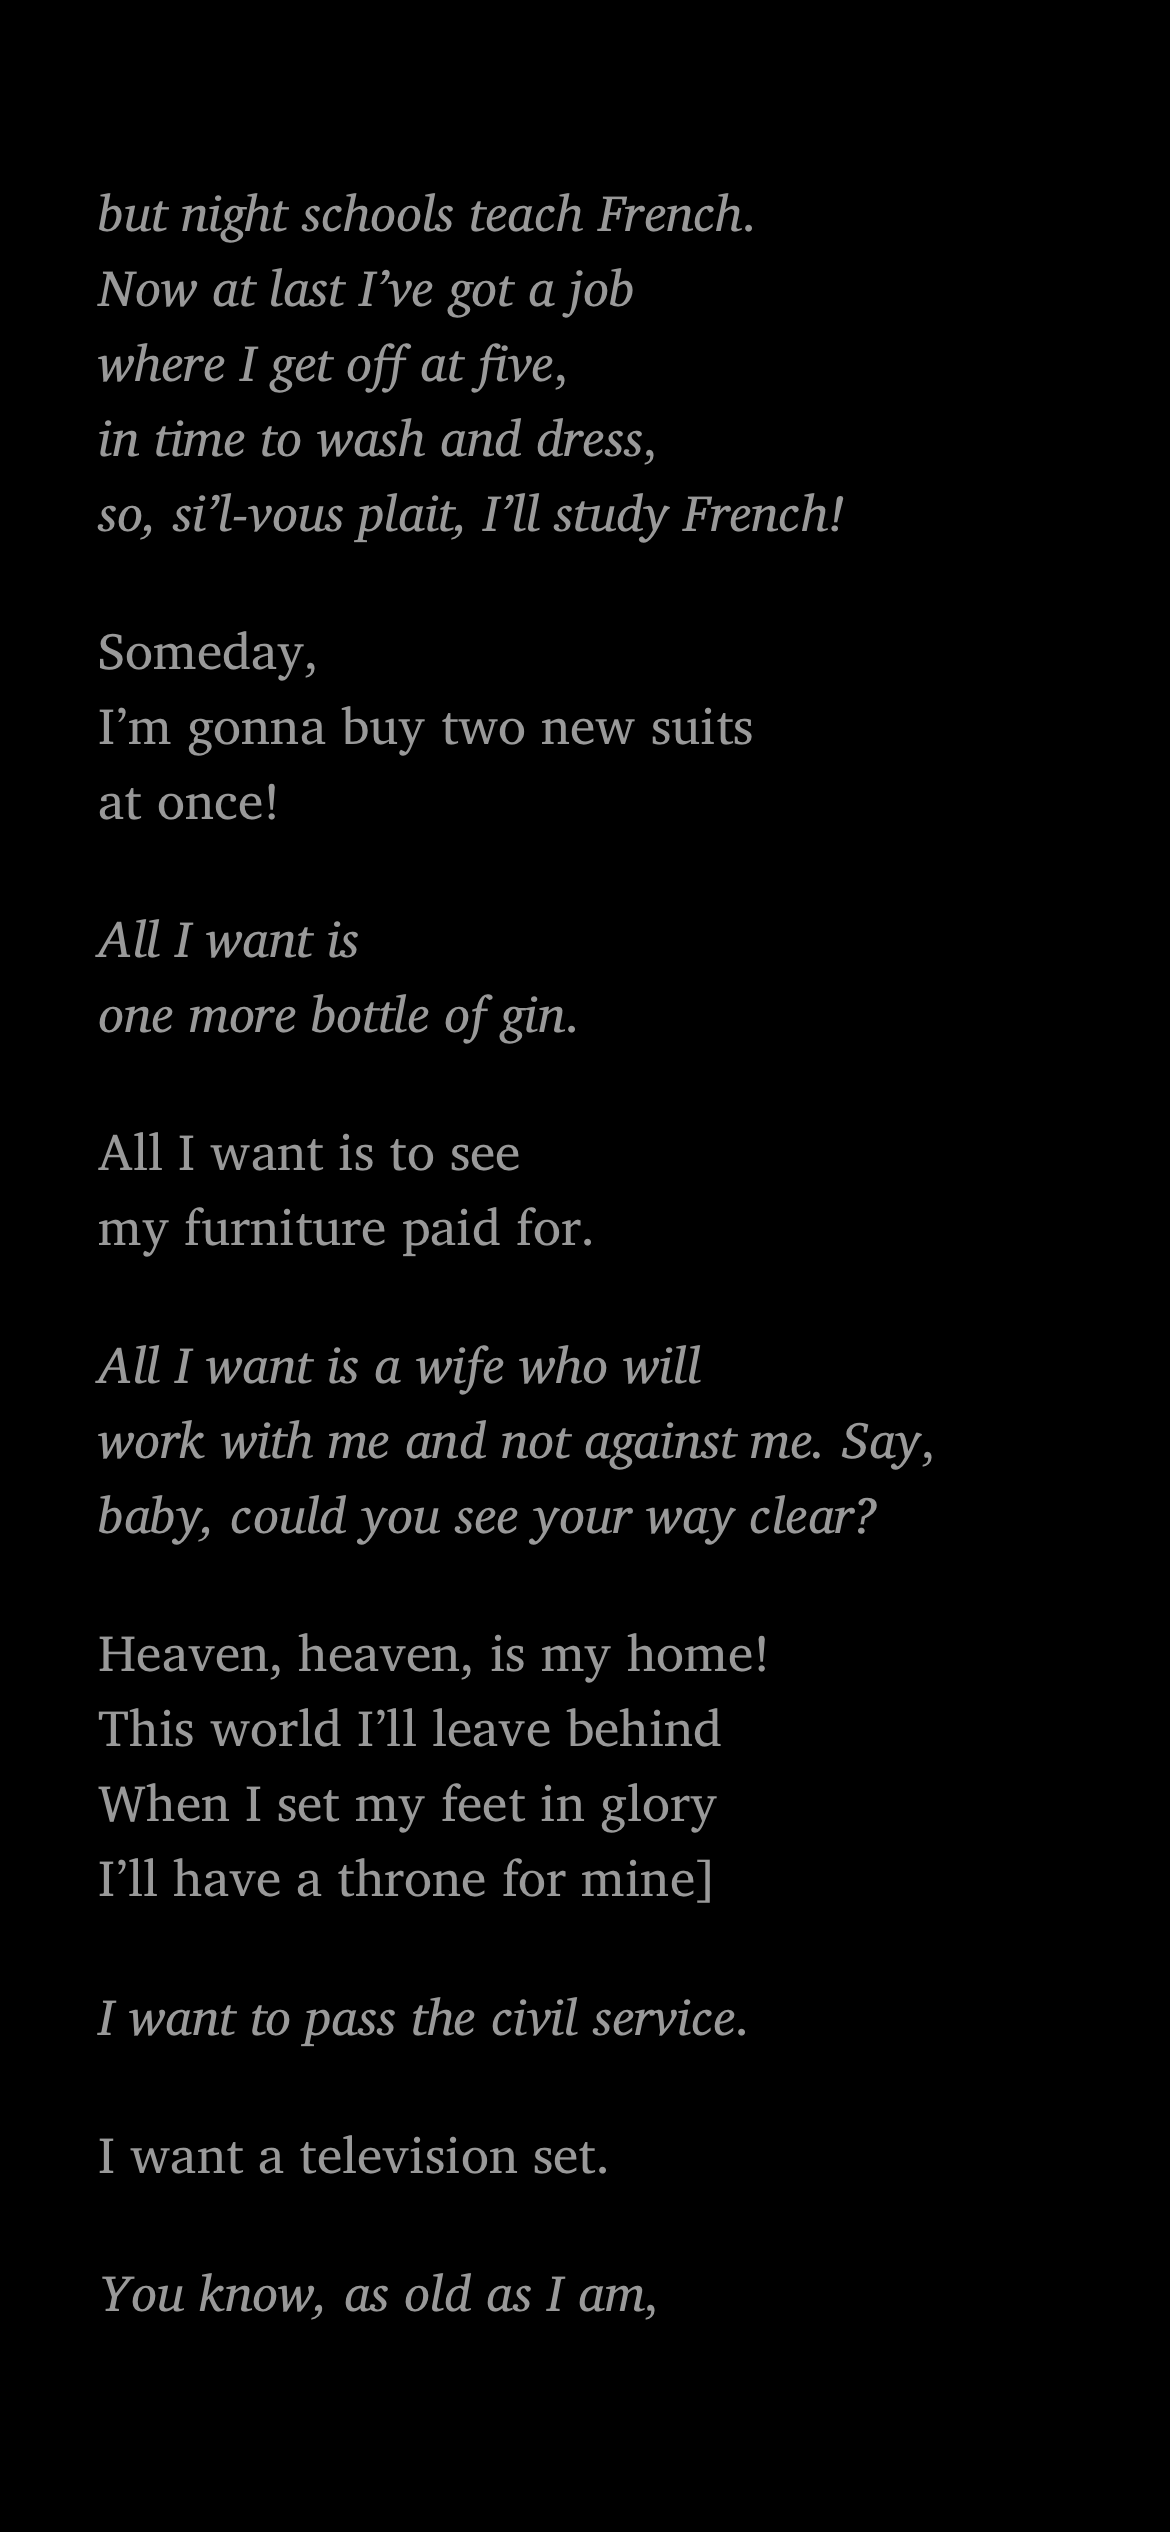 but night schools teach French.
Now at last I’ve got a job
where I get off at five,
in time to wash and dress,
so, si’l-vous plait, I’ll study French!
Someday,
I’m gonna buy two new suits
at once!
All I want is
one more bottle of gin.
All I want is to see
my furniture paid for.
All I want is a wife who will
work with me and not against me. Say,
baby, could you see your way clear?
Heaven, heaven, is my home!
This world I’ll leave behind
When I set my feet in glory
I’ll have a throne for mine]
I want to pass the civil service.
I want a television set.
You know, as old as I am,